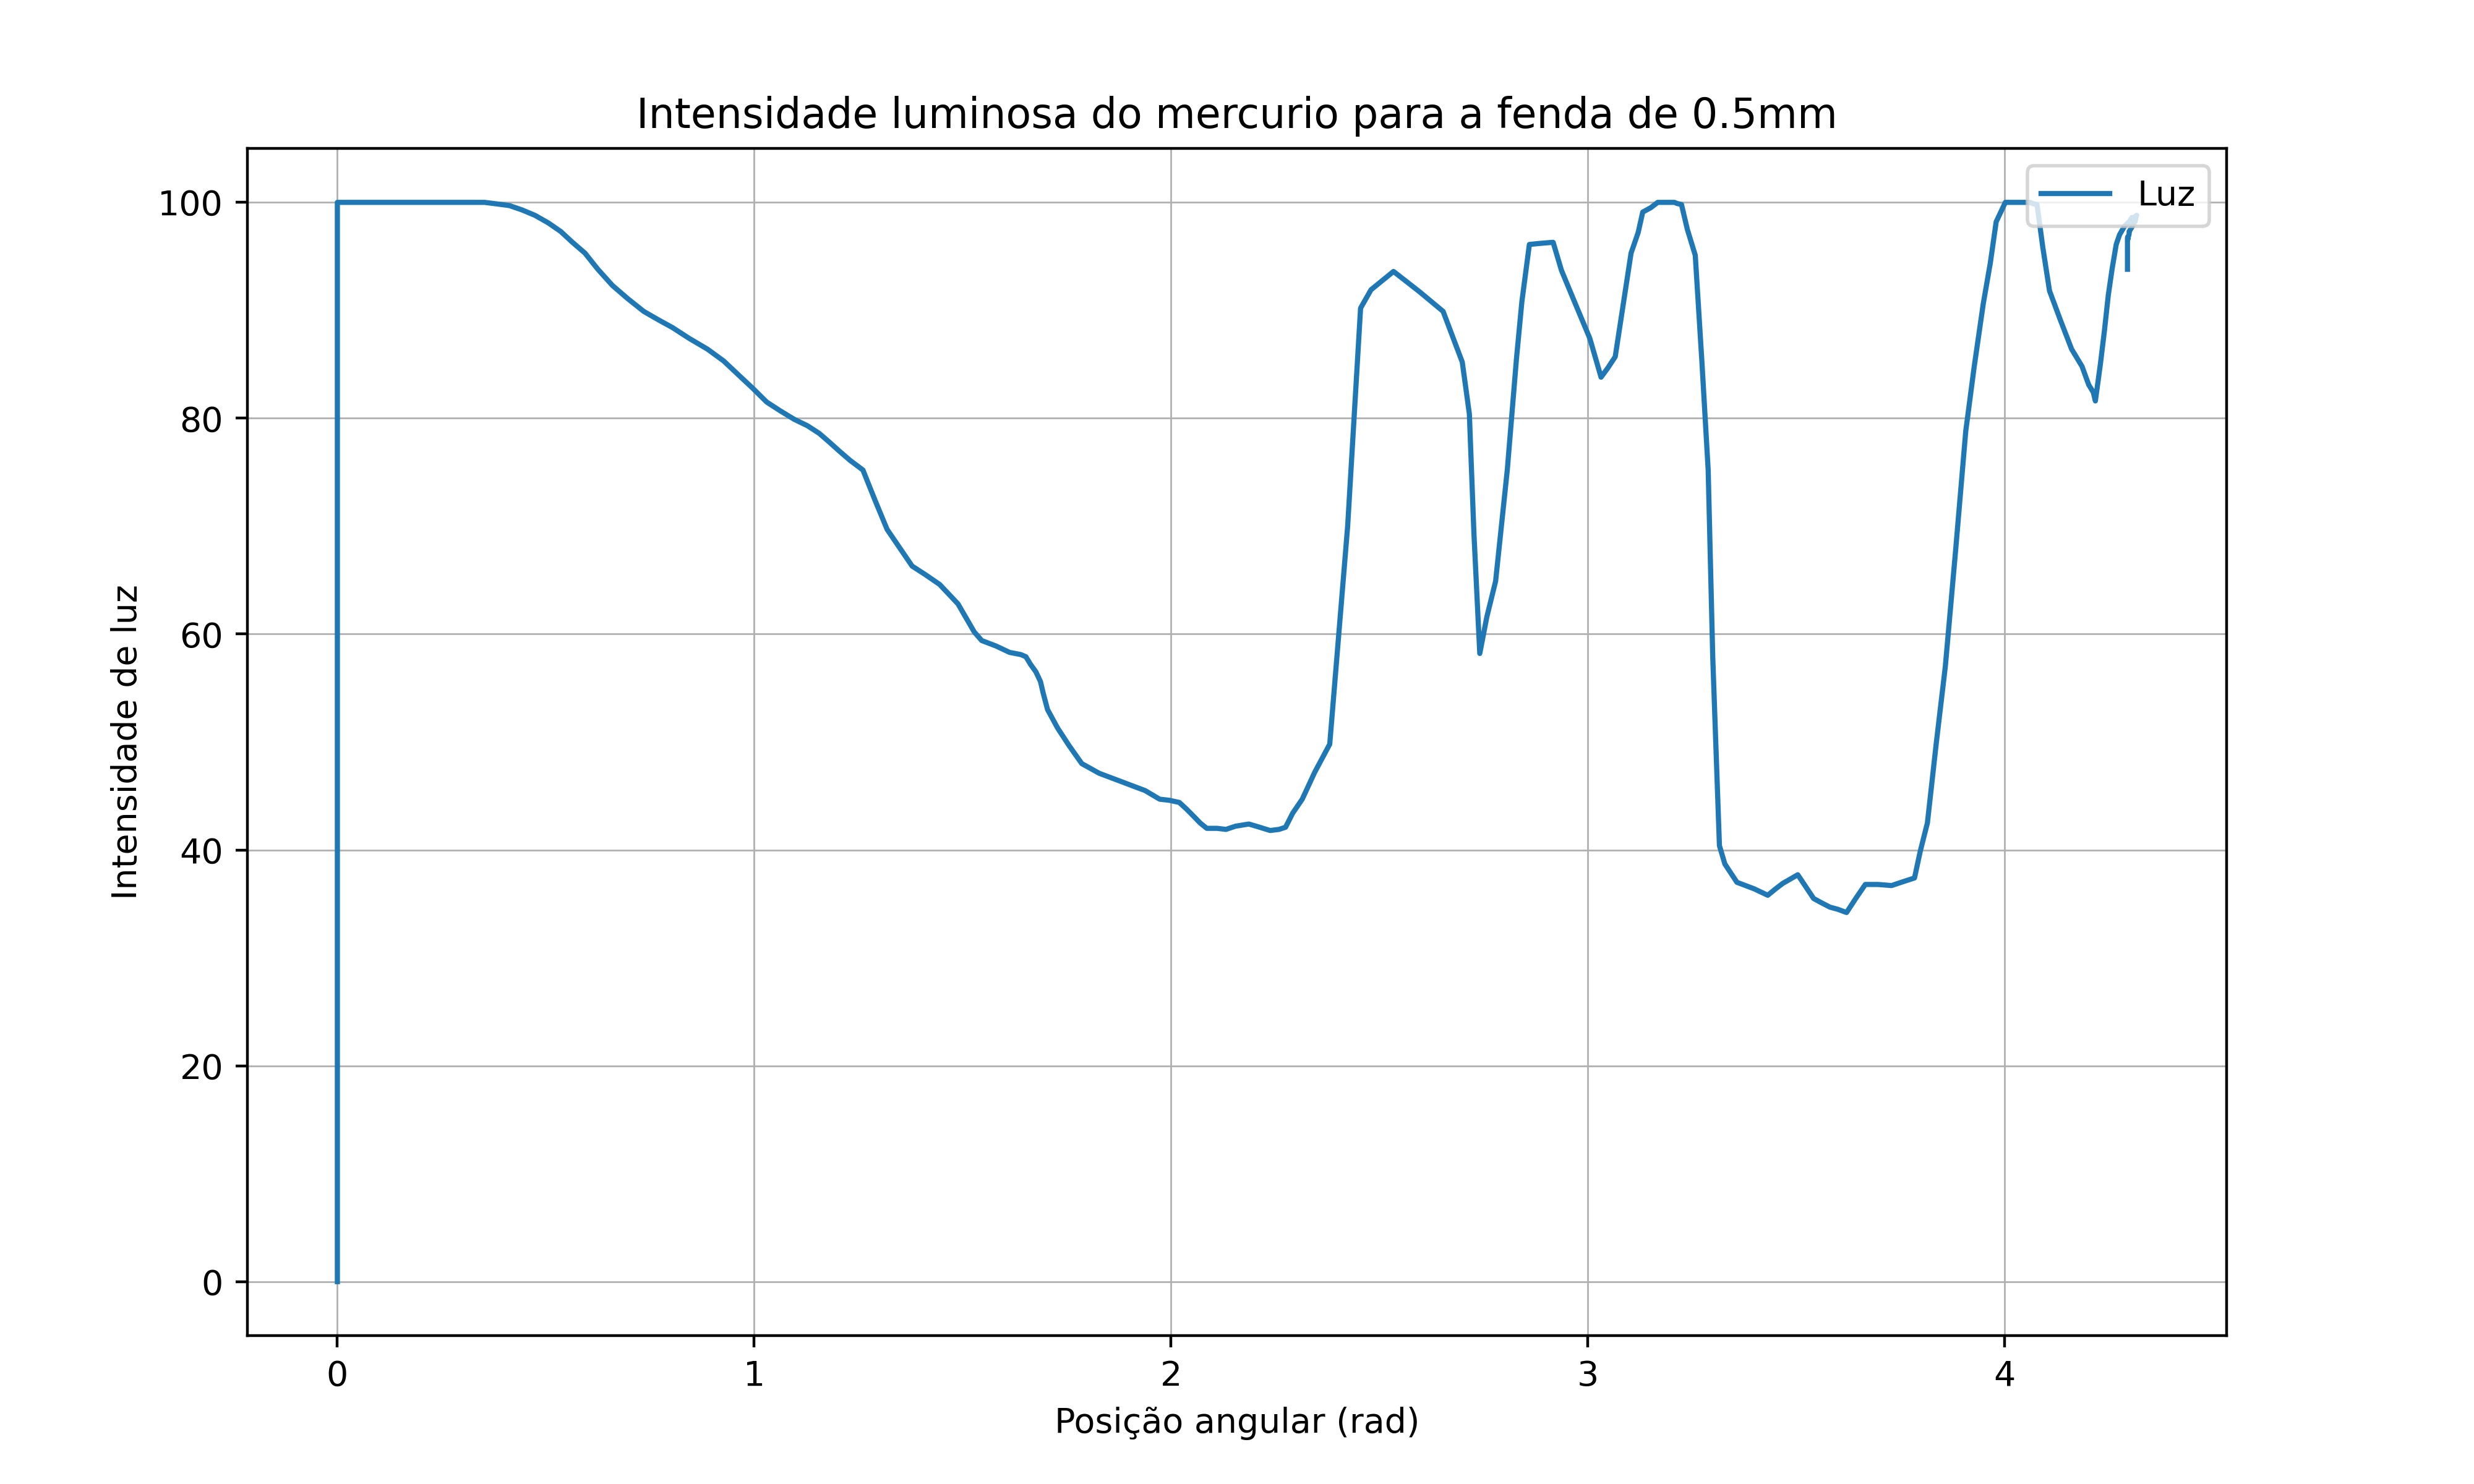 Intensidade luminosa do mercurio para a fenda de 0.5mm
Luz
100
80
60
40
20
0
Intensidade de luz
0 1 2 3 4
Posição angular (rad)